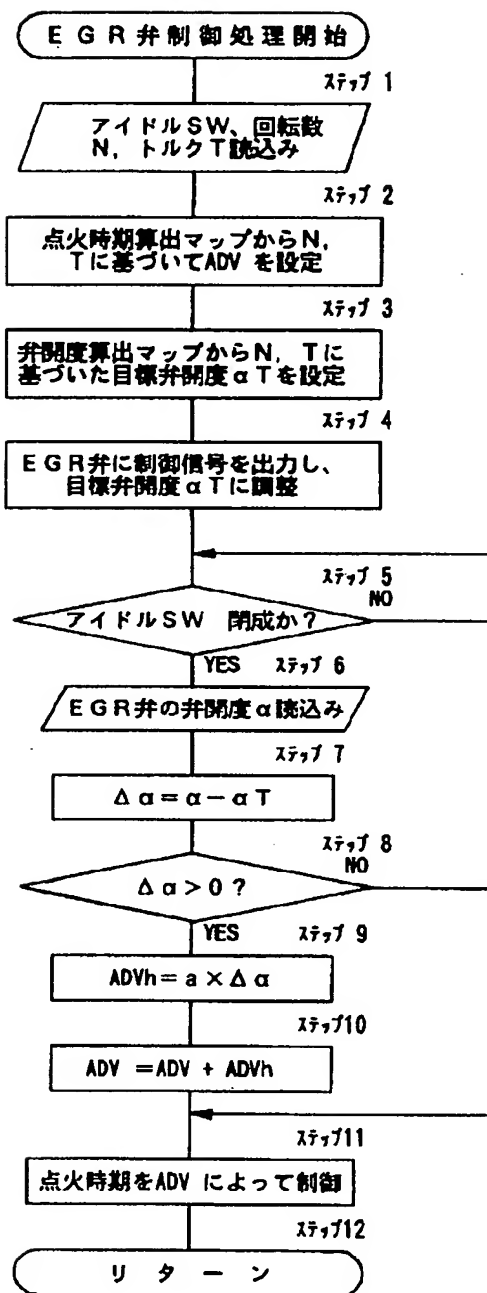 EGR弁制御処理開始
ステップ 1
アイドルSW、回転数
N，トルクT読込み
ステップ 2
点火時期算出マップからN，
Tに基づいてADV を設定
ステップ 3
弁開度算出マップからN，Tに
基づいた目標弁開度αTを設定
ステップ 4
EGR弁に制御信号を出力し、
目標弁開度αTに調整
ステップ 5
NO
アイドルSW 閉成か？
YES ステップ 6
EGR弁の弁開度α読込み
ステップ 7
Δα＝α－αT
ステップ 8
NO
Δα＞0？
YES ステップ 9
ADVh＝a×Δα
ステップ10
ADV ＝ADV + ADVh
ステップ11
点火時期をADV によって制御
ステップ12
リターン